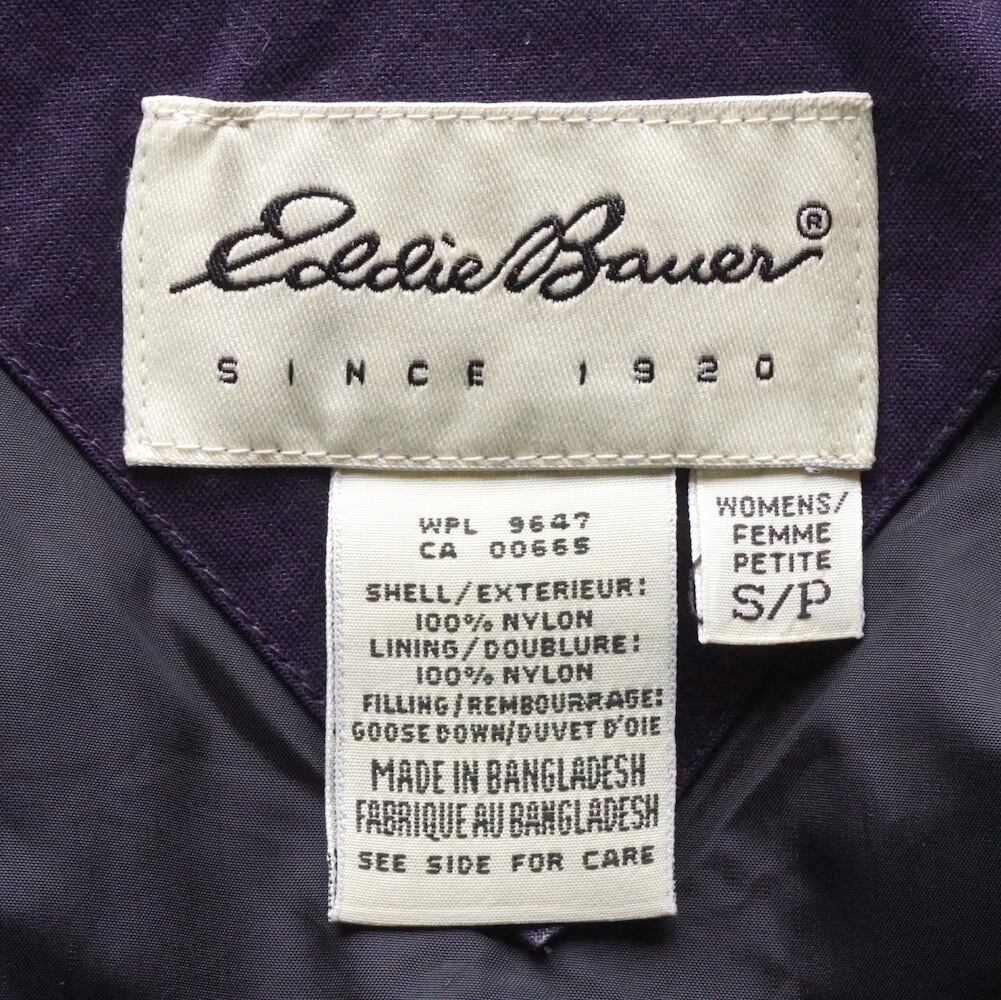 Eddie Bauer®
SINCE 1920
WPL 9647
CA 00665
SHELL/EXTERIEUR:
100% NYLON
LINING/DOUBLURE:
100% NYLON
FILLING/REMBOURRAGE:
GOOSE DOWN/DUVET D'OIE
MADE IN BANGLADESH
FABRIQUE AU BANGLADESH
SEE SIDE FOR CARE
WOMENS/
FEMME
PETITE
S/P